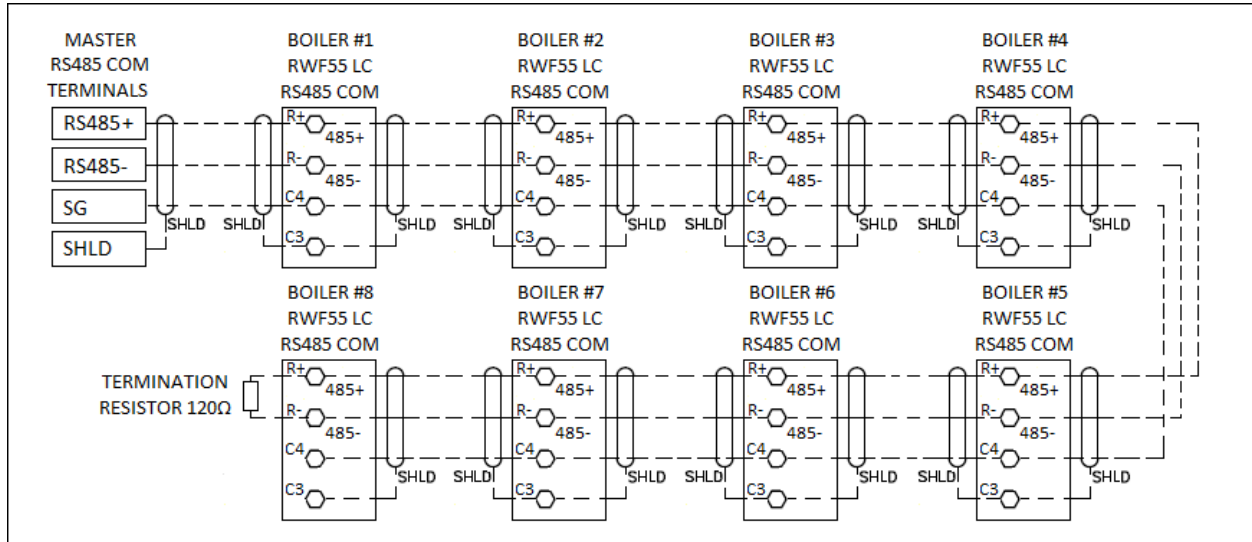 MASTER
RS485 COM
TERMINALS
RS485+
RS485-
SG
SHLD
SHLD
BOILER #1
RWF55 LC
RS485 COM
R+
485+
R-
485-
C4
C3
SHLD
SHLD
BOILER #2
RWF55 LC
RS485 COM
R+
485+
R-
485-
C4
C3
SHLD
SHLD
BOILER #3
RWF55 LC
RS485 COM
R+
485+
R-
485-
C4
C3
SHLD
SHLD
BOILER #4
RWF55 LC
RS485 COM
R+
485+
R-
485-
C4
C3
SHLD
SHLD
BOILER #8
RWF55 LC
RS485 COM
R+
485+
R-
485-
C4
C3
SHLD
TERMINATION
RESISTOR 120Ω
BOILER #7
RWF55 LC
RS485 COM
R+
485+
R-
485-
C4
C3
SHLD
SHLD
BOILER #6
RWF55 LC
RS485 COM
R+
485+
R-
485-
C4
C3
SHLD
SHLD
BOILER #5
RWF55 LC
RS485 COM
R+
485+
R-
485-
C4
C3
SHLD
SHLD